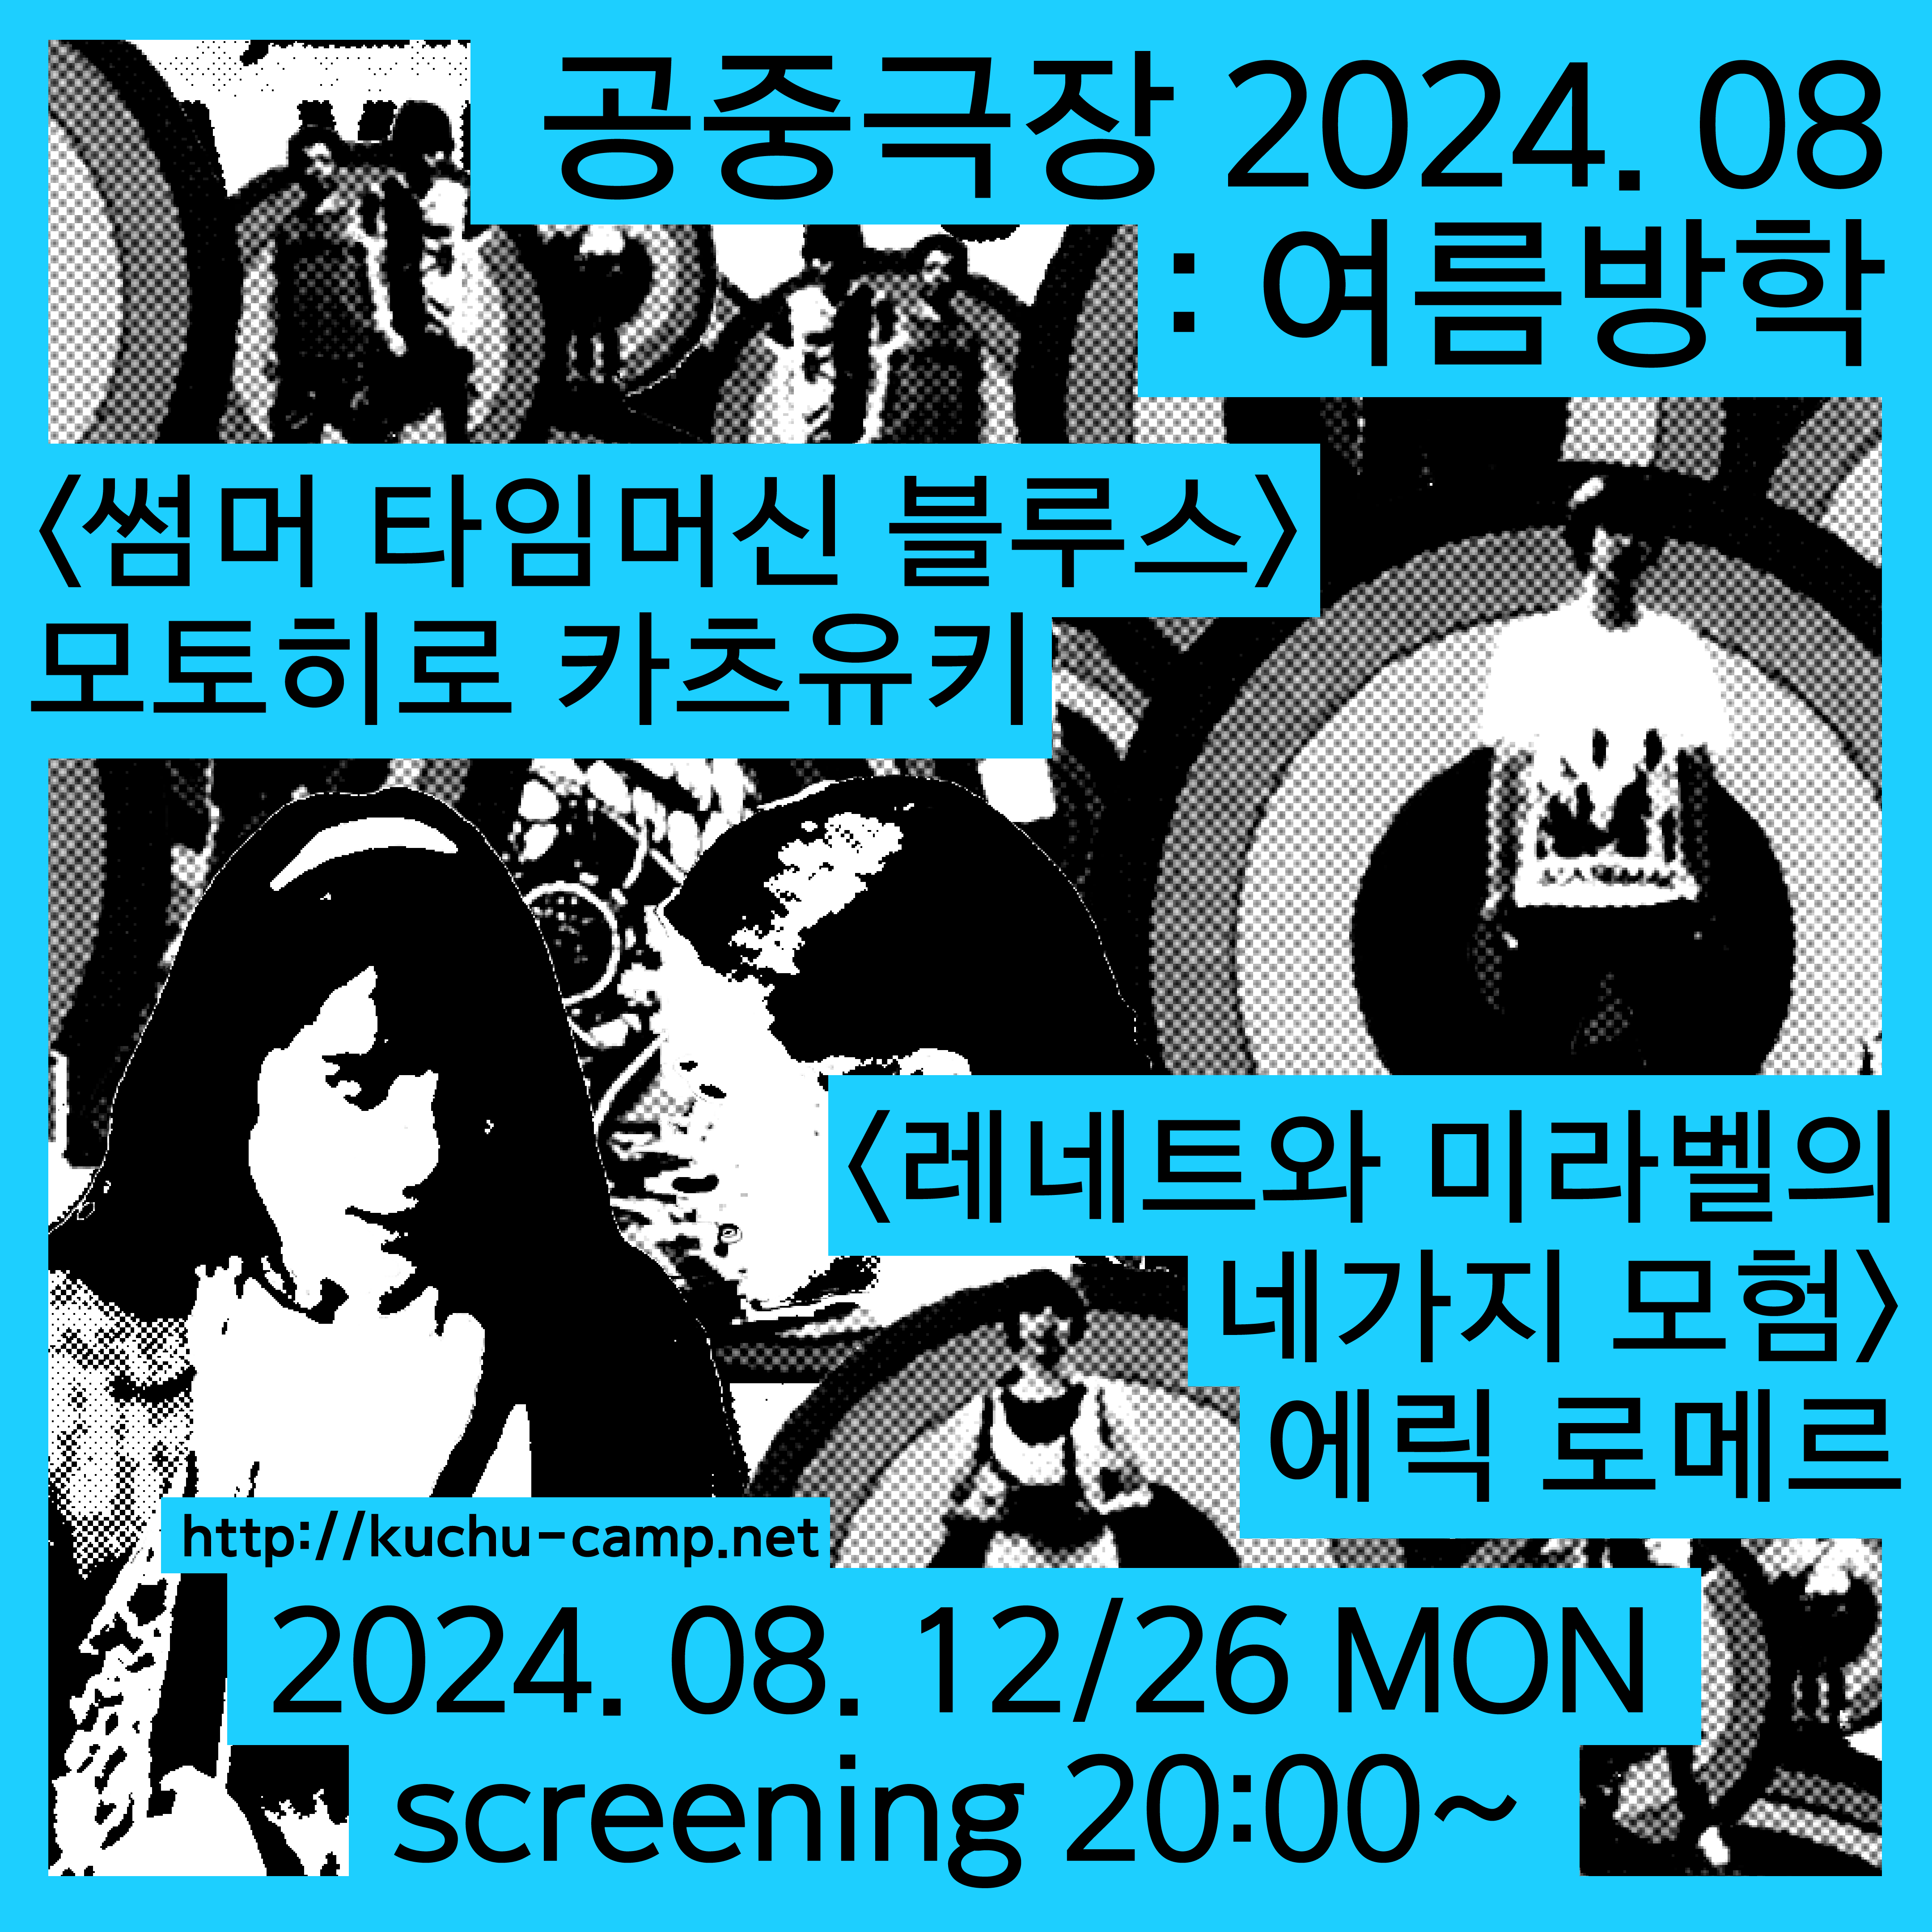 공중극장 2024. 08
: 여름방학
〈썸머 타임머신 블루스〉
모토히로 카츠유키
〈레네트와 미라벨의
네가지 모험〉
에릭 로메르
http://kuchu-camp.net
2024. 08. 12/26 MON
screening 20:00~